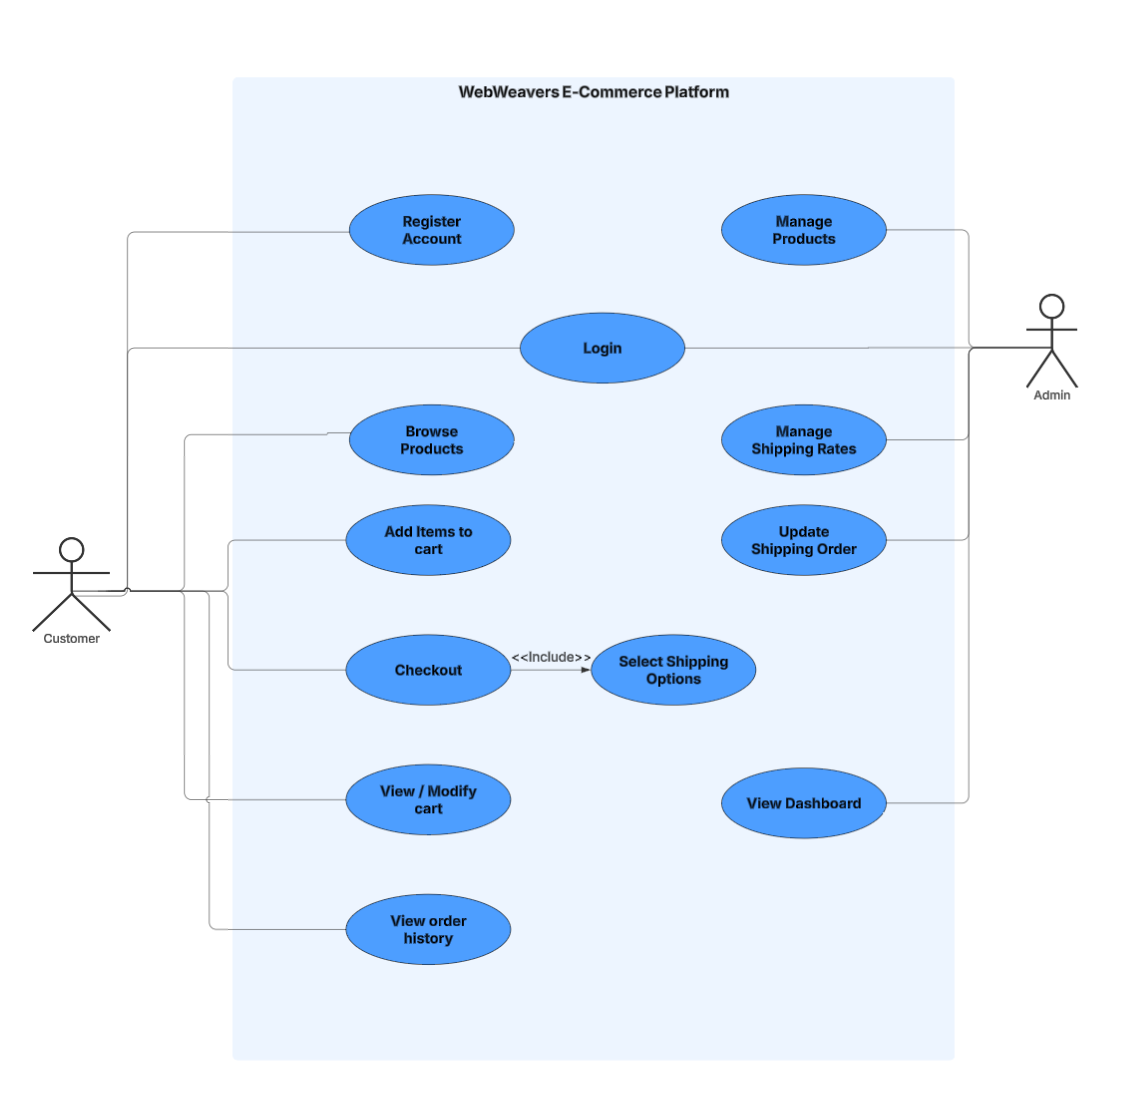 WebWeavers E-Commerce Platform
Register
Account
Manage
Products
Login
Admin
Browse
Products
Manage
Shipping Rates
Add Items to
cart
Update
Shipping Order
Customer
Checkout
<<Include>>
Select Shipping
Options
View / Modify
cart
View Dashboard
View order
history